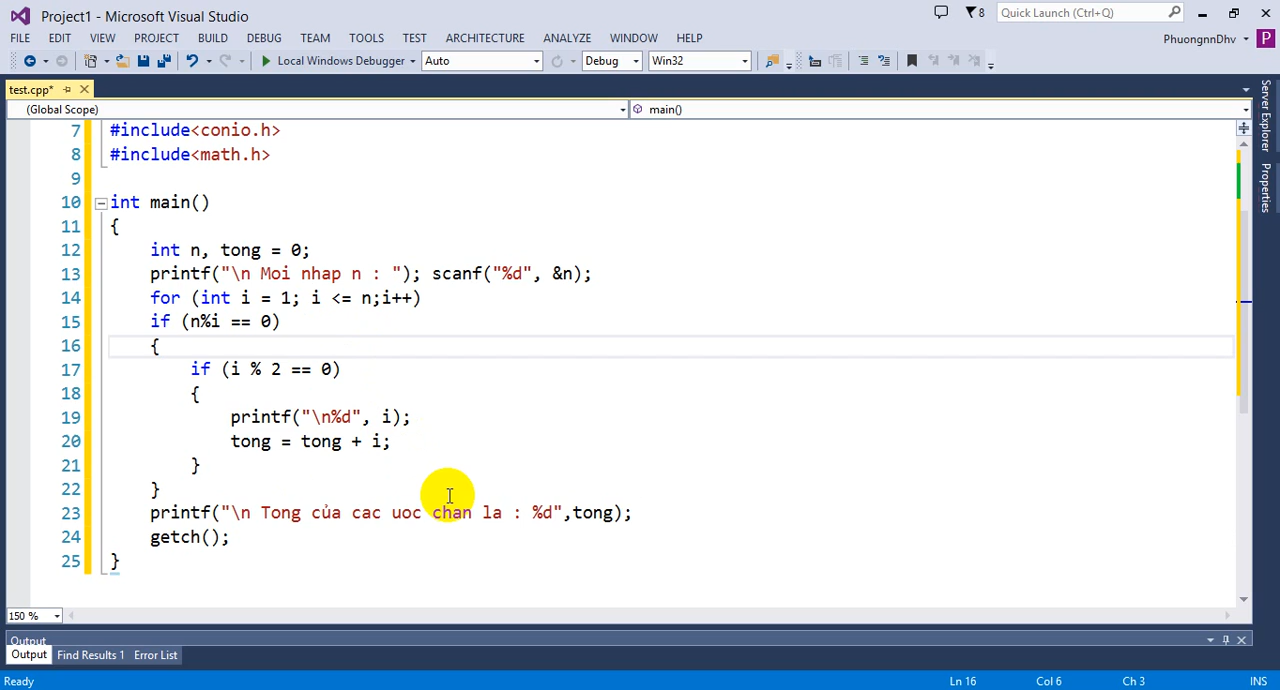 Project1 - Microsoft Visual Studio
8
Quick Launch (Ctrl+Q)
FILE EDIT VIEW PROJECT BUILD DEBUG TEAM TOOLS TEST ARCHITECTURE ANALYZE WINDOW HELP
PhuongnnDhv P
Local Windows Debugger Auto Debug Win32
test.cpp*
(Global Scope) main()
Server Explorer
Properties
7 #include<conio.h>
8 #include<math.h>
9
10 int main()
11 {
12 int n, tong = 0;
13 printf("\n Moi nhap n : "); scanf("%d", &n);
14 for (int i = 1; i <= n;i++)
15 if (n%i == 0)
16 {
17 if (i % 2 == 0)
18 {
19 printf("\n%d", i);
20 tong = tong + i;
21 }
22 }
23 printf("\n Tong của cac uoc chan la : %d",tong);
24 getch();
25 }
150 %
Output
Output Find Results 1 Error List
Ready Ln 16 Col 6 Ch 3 INS